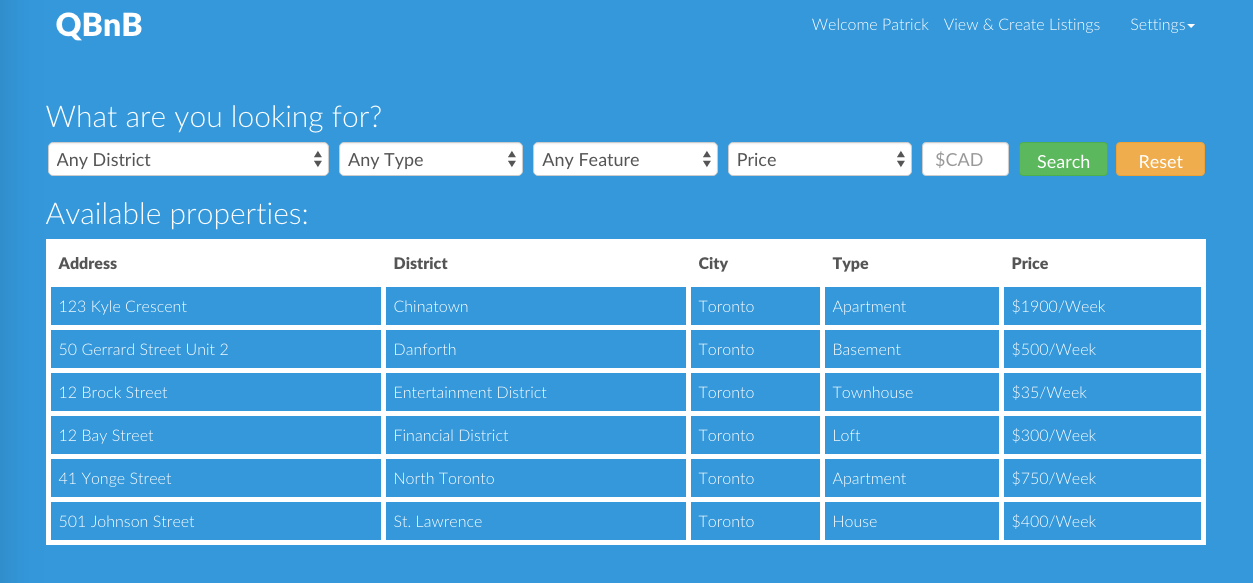 QBnB Welcome Patrick View & Create Listings Settings
What are you looking for?
Any District Any Type Any Feature Price $CAD Search Reset
Available properties:
Address District City Type Price
123 Kyle Crescent Chinatown Toronto Apartment $1900/Week
50 Gerrard Street Unit 2 Danforth Toronto Basement $500/Week
12 Brock Street Entertainment District Toronto Townhouse $35/Week
12 Bay Street Financial District Toronto Loft $300/Week
41 Yonge Street North Toronto Toronto Apartment $750/Week
501 Johnson Street St. Lawrence Toronto House $400/Week